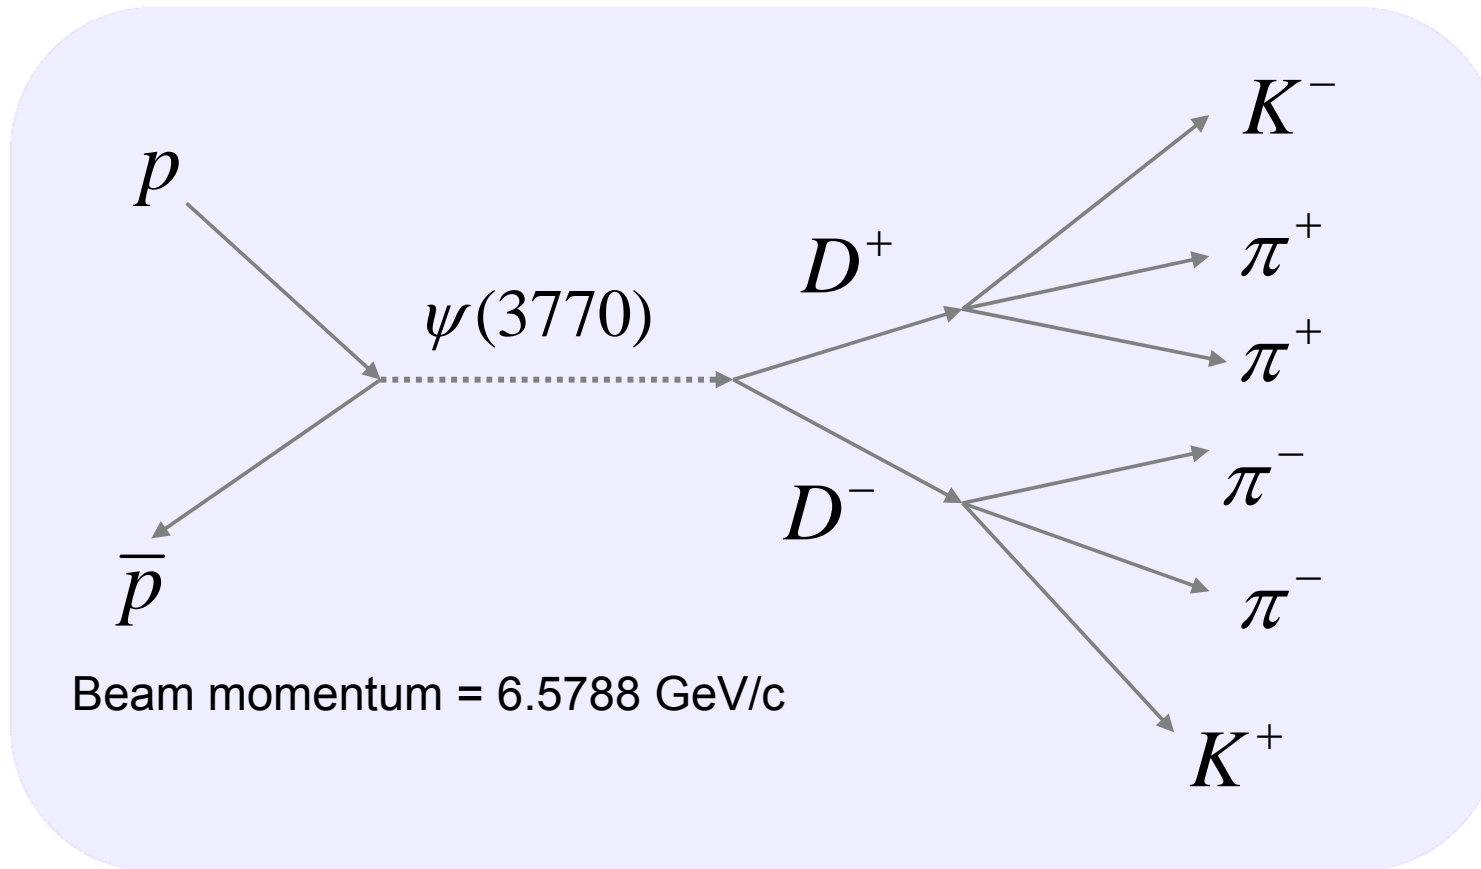 K⁻
p
π⁺
D⁺
ψ(3770)
π⁺
π⁻
D⁻
p̅
π⁻
Beam momentum = 6.5788 GeV/c
K⁺